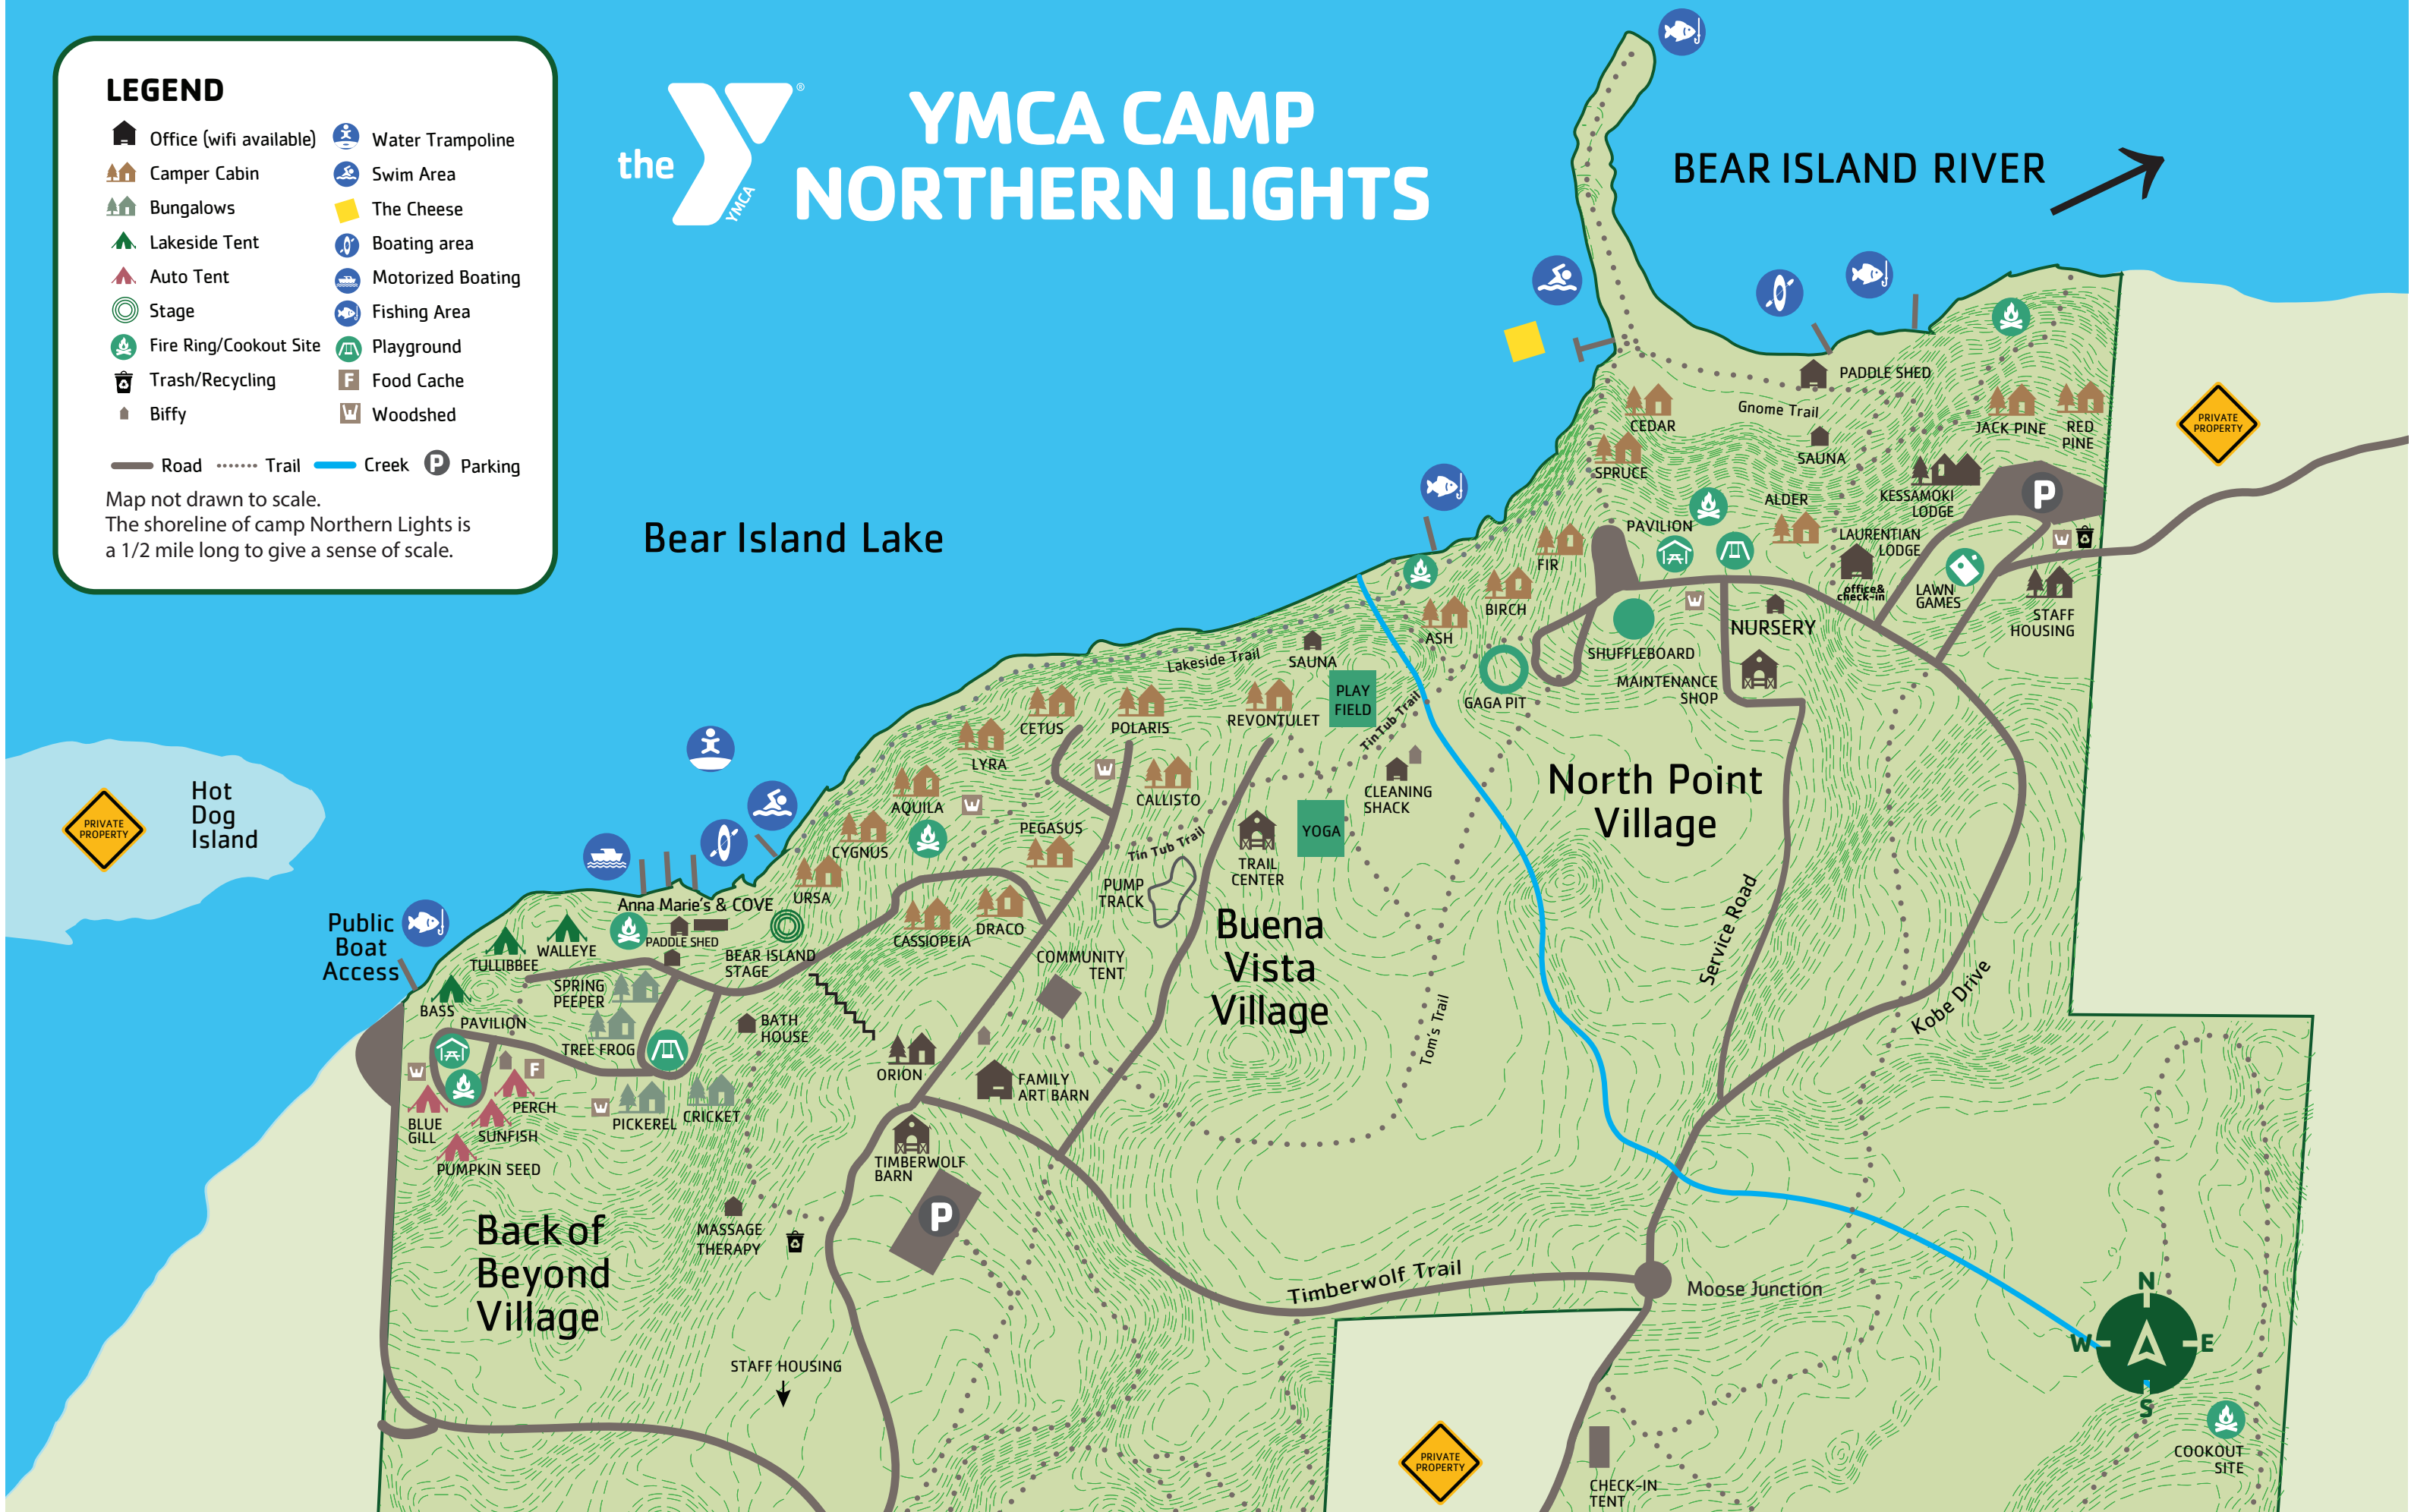 LEGEND
Office (wifi available)
Camper Cabin
Bungalows
Lakeside Tent
Auto Tent
Stage
Fire Ring/Cookout Site
Trash/Recycling
Biffy
Water Trampoline
Swim Area
The Cheese
Boating area
Motorized Boating
Fishing Area
Playground
F Food Cache
W Woodshed
Road
Trail
Creek
P Parking
Map not drawn to scale.
The shoreline of camp Northern Lights is
a 1/2 mile long to give a sense of scale.
the
YMCA
®
YMCA CAMP
NORTHERN LIGHTS
BEAR ISLAND RIVER
Bear Island Lake
PADDLE SHED
Gnome Trail
CEDAR
SPRUCE
SAUNA
JACK PINE
RED
PINE
PRIVATE
PROPERTY
KESSAMOKI
LODGE
P
ALDER
PAVILION
LAURENTIAN
LODGE
office&
check-in
LAWN
GAMES
W
STAFF
HOUSING
FIR
BIRCH
ASH
W
NURSERY
SHUFFLEBOARD
MAINTENANCE
SHOP
GAGA PIT
North Point
Village
Service Road
Kobe Drive
Lakeside Trail
SAUNA
PLAY
FIELD
REVONTULET
TinTub Trail
CLEANING
SHACK
CETUS
POLARIS
LYRA
W
CALLISTO
AQUILA
W
PEGASUS
CYGNUS
Tin Tub Trail
TRAIL
CENTER
YOGA
PUMP
TRACK
URSA
CASSIOPEIA
DRACO
Buena
Vista
Village
COMMUNITY
TENT
Tom's Trail
Hot
Dog
Island
PRIVATE
PROPERTY
Public
Boat
Access
Anna Marie's & COVE
PADDLE SHED
BEAR ISLAND
STAGE
WALLEYE
TULLIBBEE
BASS
SPRING
PEEPER
PAVILION
TREE FROG
BATH
HOUSE
W
F
PERCH
BLUE
GILL
SUNFISH
PUMPKIN SEED
W
PICKEREL
CRICKET
ORION
FAMILY
ART BARN
TIMBERWOLF
BARN
P
MASSAGE
THERAPY
Back of
Beyond
Village
STAFF HOUSING
Timberwolf Trail
Moose Junction
PRIVATE
PROPERTY
CHECK-IN
TENT
N
W
E
S
COOKOUT
SITE